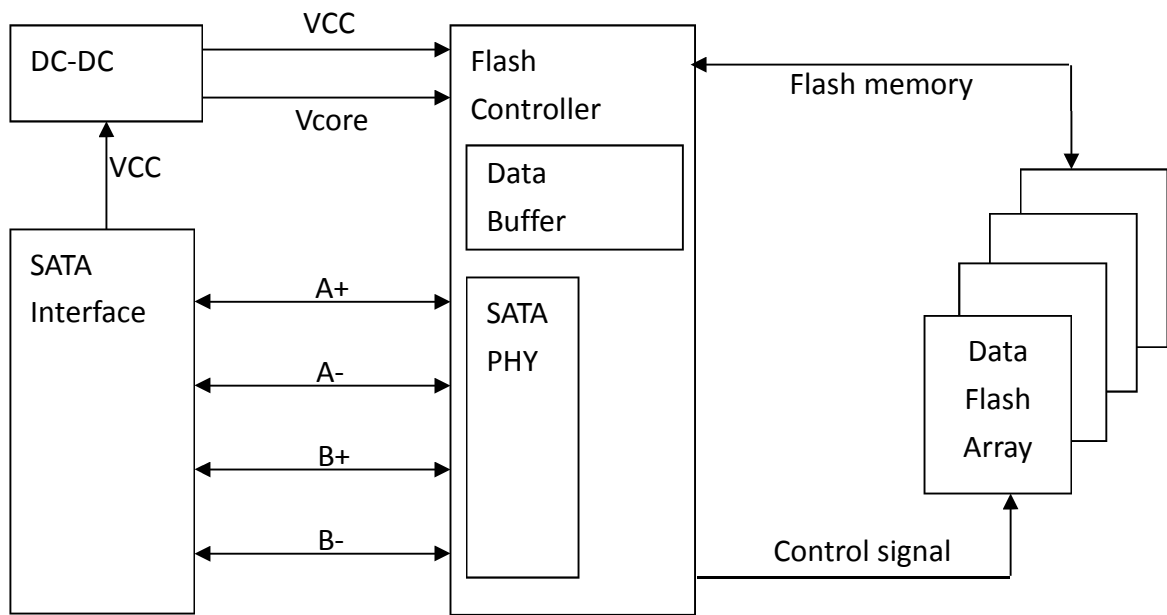 VCC
DC-DC
Flash
Controller
Flash memory
Vcore
VCC
Data
Buffer
SATA
Interface
A+
SATA
PHY
A-
B+
B-
Data
Flash
Array
Control signal